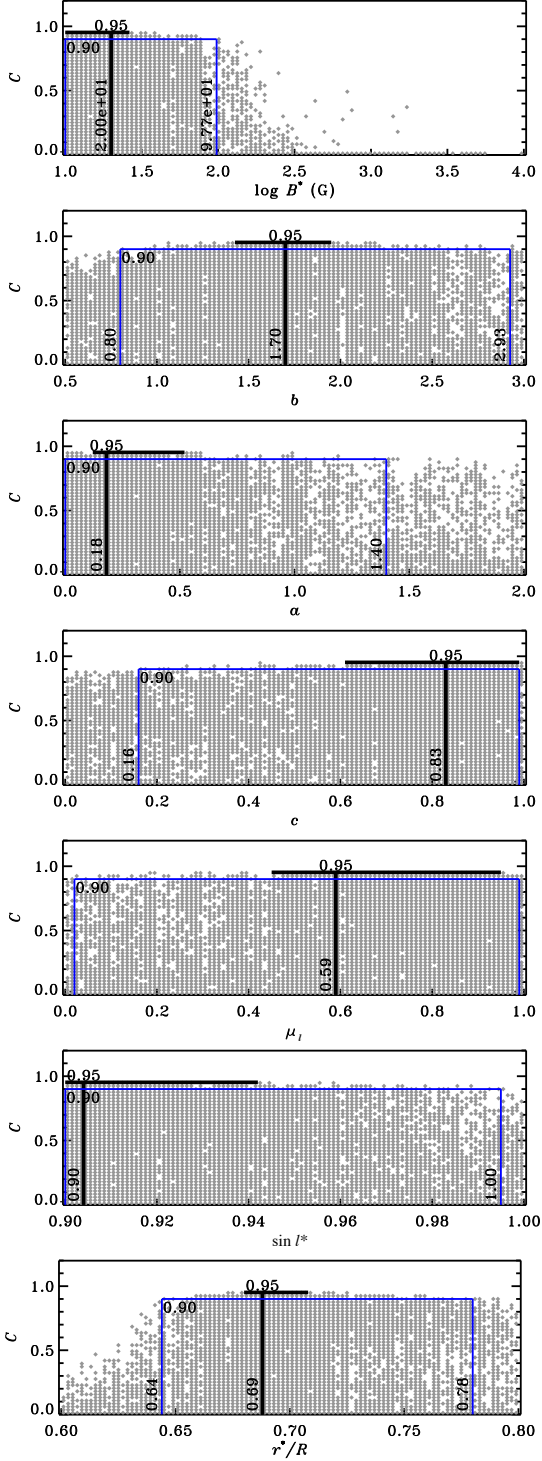 0.95
1.0
0.90
C
0.5
2.00e+01
9.77e+01
0.0
1.0 1.5 2.0 2.5 3.0 3.5 4.0
log B* (G)
0.95
1.0
0.90
C
0.5
0.80
1.70
2.93
0.0
0.5 1.0 1.5 2.0 2.5 3.0
b
0.95
1.0
0.90
C
0.5
0.18
1.40
0.0
0.0 0.5 1.0 1.5 2.0
a
0.95
1.0
0.90
C
0.5
0.16
0.83
0.0
0.0 0.2 0.4 0.6 0.8 1.0
c
0.95
1.0
0.90
C
0.5
0.59
0.0
0.0 0.2 0.4 0.6 0.8 1.0
μ_l
0.95
1.0
0.90
C
0.5
0.90
1.00
0.0
0.90 0.92 0.94 0.96 0.98 1.00
sin l*
0.95
1.0
0.90
C
0.5
0.64
0.69
0.78
0.0
0.60 0.65 0.70 0.75 0.80
r*/R